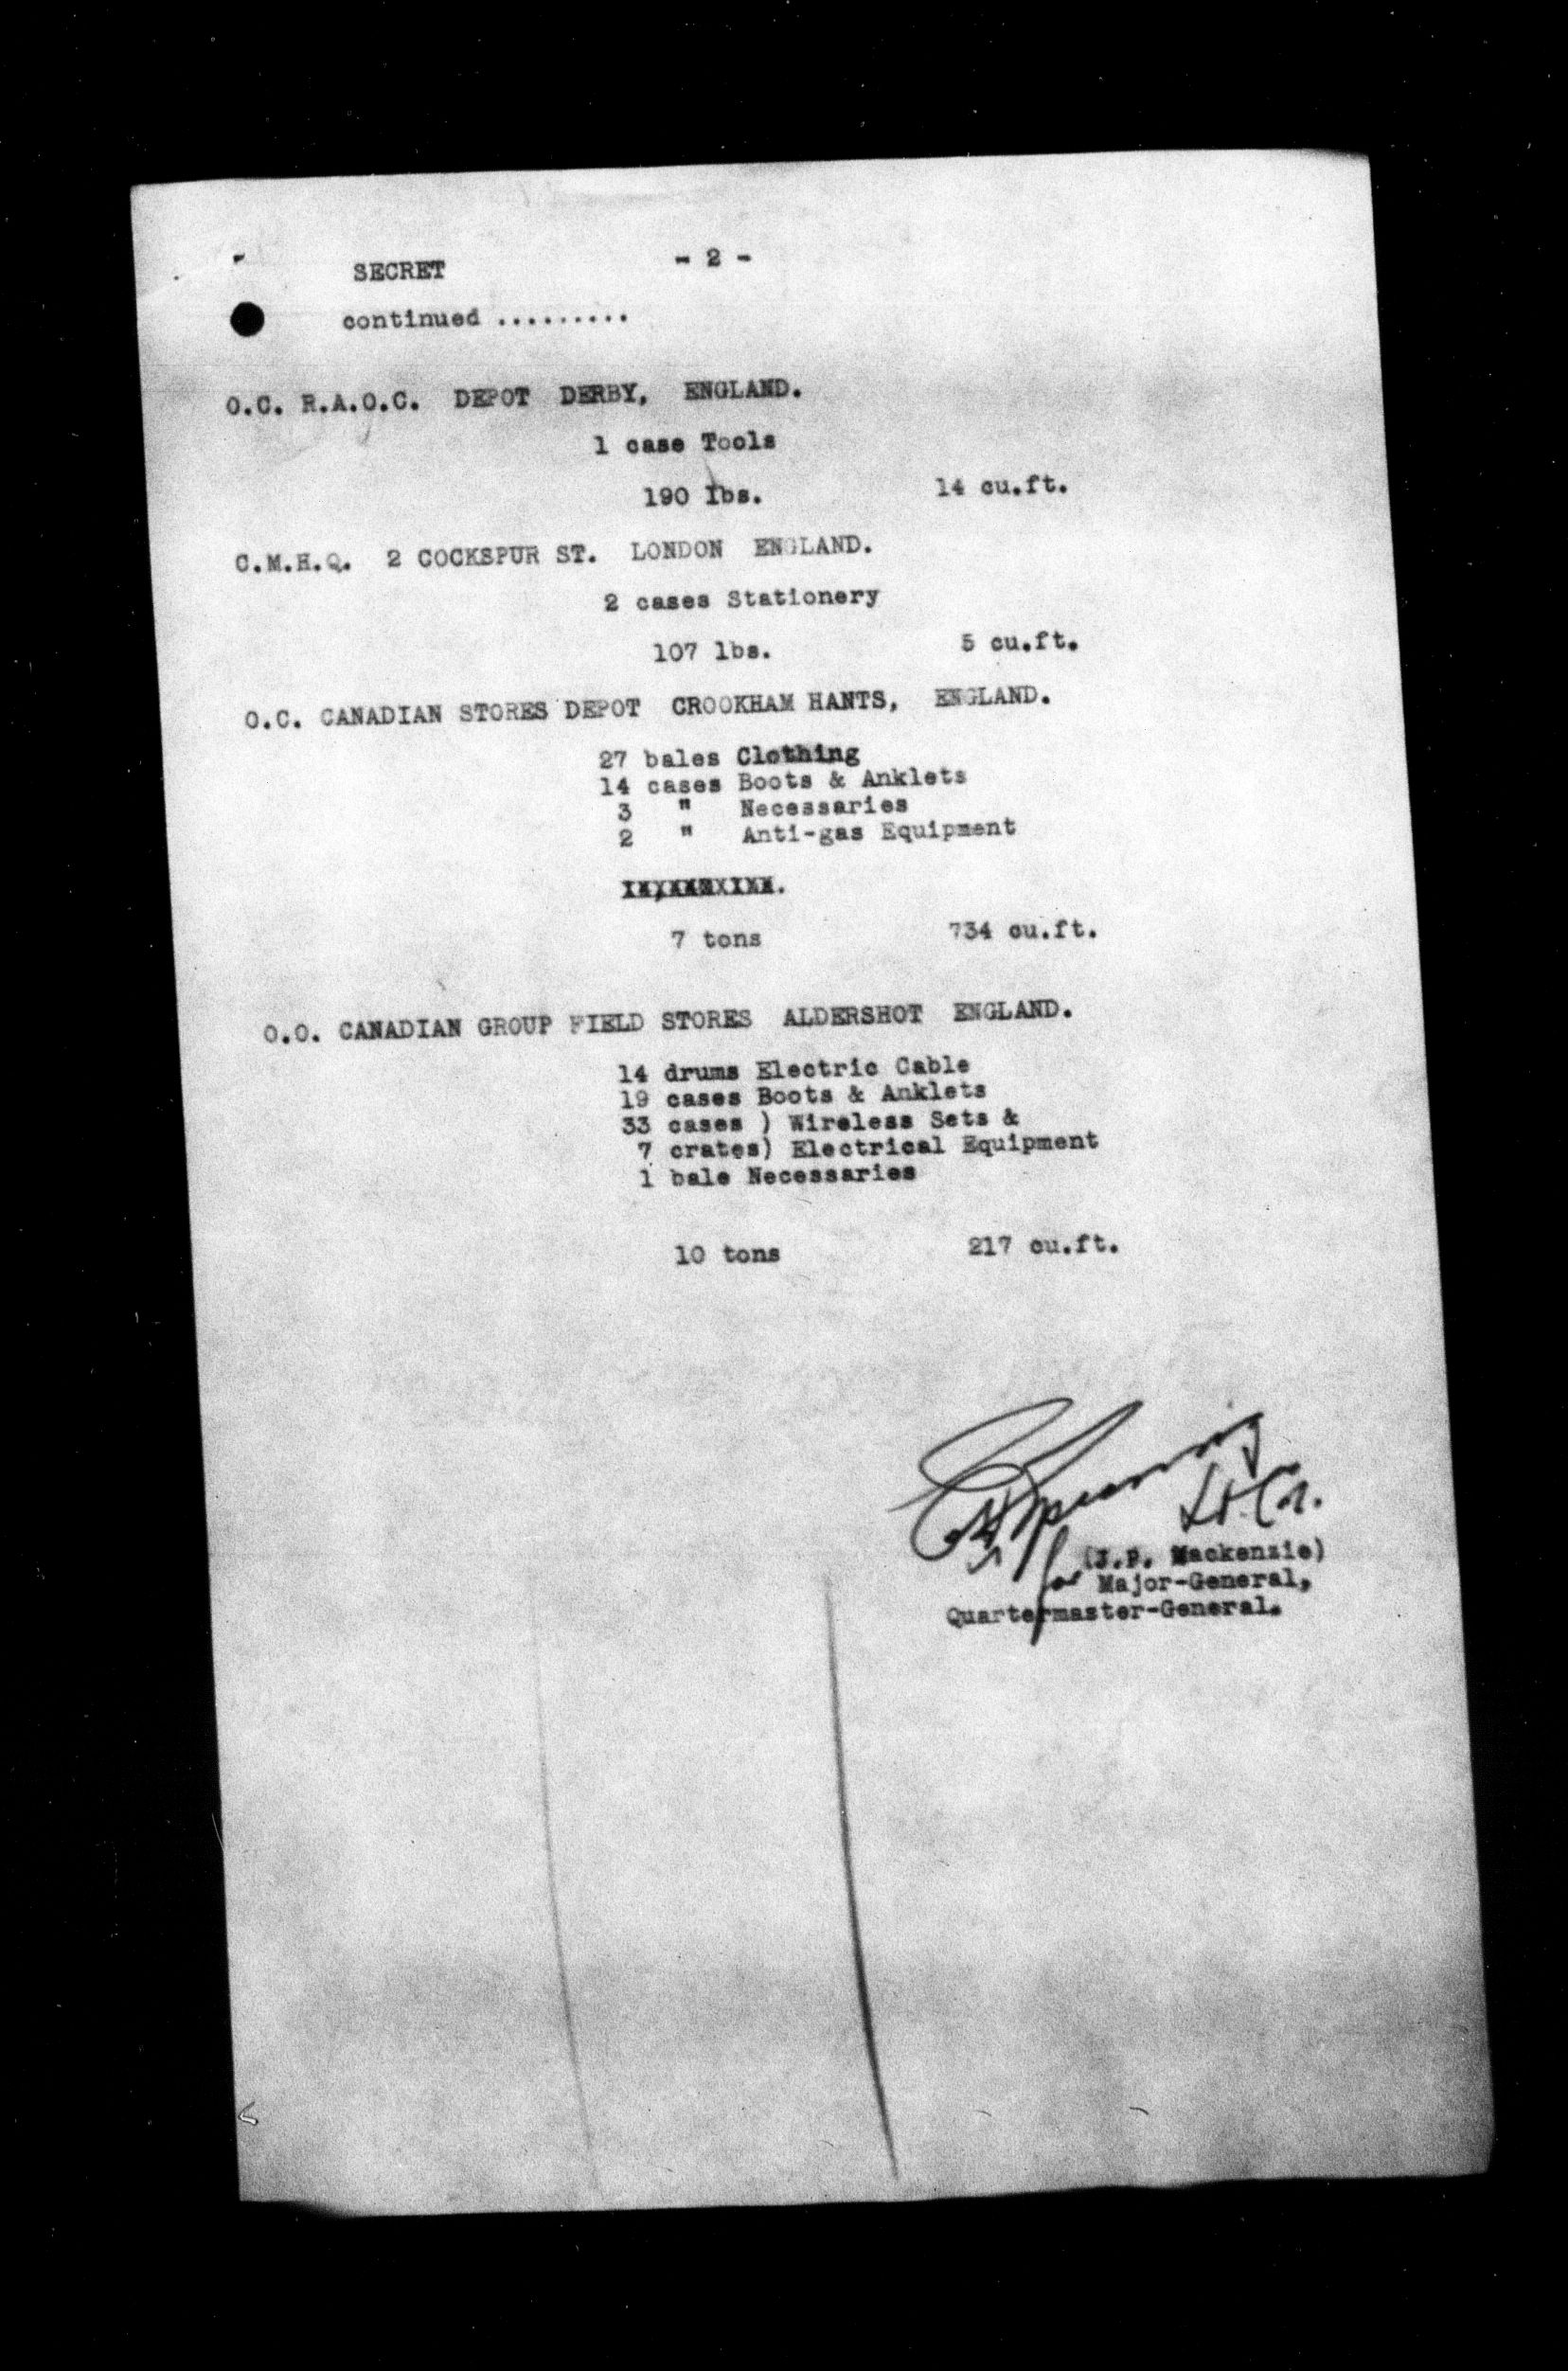 SECRET - 2 -
continued .........
O.C. R.A.O.C. DEPOT DERBY, ENGLAND.
1 case Tools
190 lbs. 14 cu.ft.
C.M.H.Q. 2 COCKSPUR ST. LONDON ENGLAND.
2 cases Stationery
107 lbs. 5 cu.ft.
O.C. CANADIAN STORES DEPOT CROOKHAM HANTS, ENGLAND.
27 bales Clothing
14 cases Boots & Anklets
3 " Necessaries
2 " Anti-gas Equipment
7 tons 734 cu.ft.
O.O. CANADIAN GROUP FIELD STORES ALDERSHOT ENGLAND.
14 drums Electric Cable
19 cases Boots & Anklets
33 cases ) Wireless Sets &
7 crates) Electrical Equipment
1 bale Necessaries
10 tons 217 cu.ft.
(J.P. Mackenzie)
for Major-General,
Quartermaster-General.